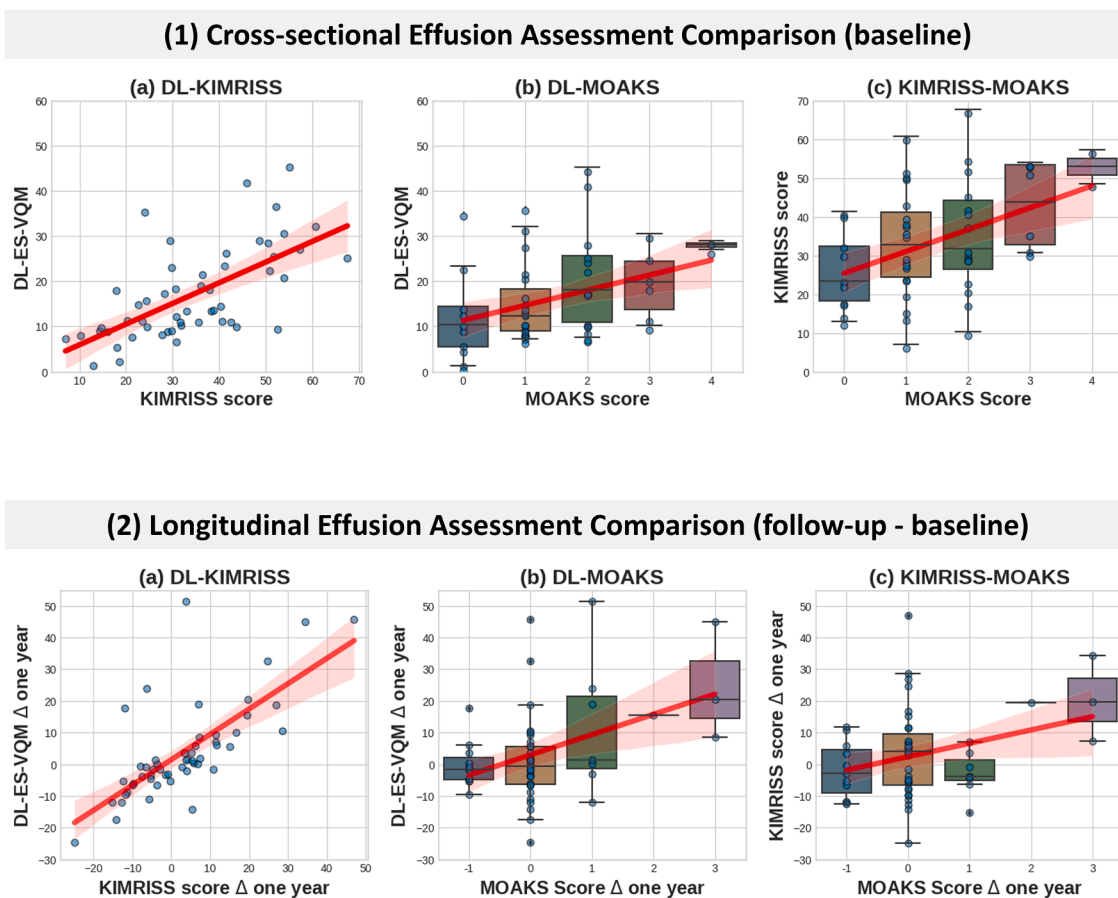 (1) Cross-sectional Effusion Assessment Comparison (baseline)
(a) DL-KIMRISS
(b) DL-MOAKS
(c) KIMRISS-MOAKS
DL-ES-VQM
60
50
40
30
20
10
0
10 20 30 40 50 60 70
KIMRISS score
DL-ES-VQM
60
50
40
30
20
10
0
0 1 2 3 4
MOAKS score
KIMRISS score
70
60
50
40
30
20
10
0
0 1 2 3 4
MOAKS Score
(2) Longitudinal Effusion Assessment Comparison (follow-up - baseline)
(a) DL-KIMRISS
(b) DL-MOAKS
(c) KIMRISS-MOAKS
DL-ES-VQM Δ one year
50
40
30
20
10
0
−10
−20
−30
−20 −10 0 10 20 30 40 50
KIMRISS score Δ one year
DL-ES-VQM Δ one year
50
40
30
20
10
0
−10
−20
−30
-1 0 1 2 3
MOAKS Score Δ one year
KIMRISS score Δ one year
50
40
30
20
10
0
−10
−20
−30
-1 0 1 2 3
MOAKS Score Δ one year